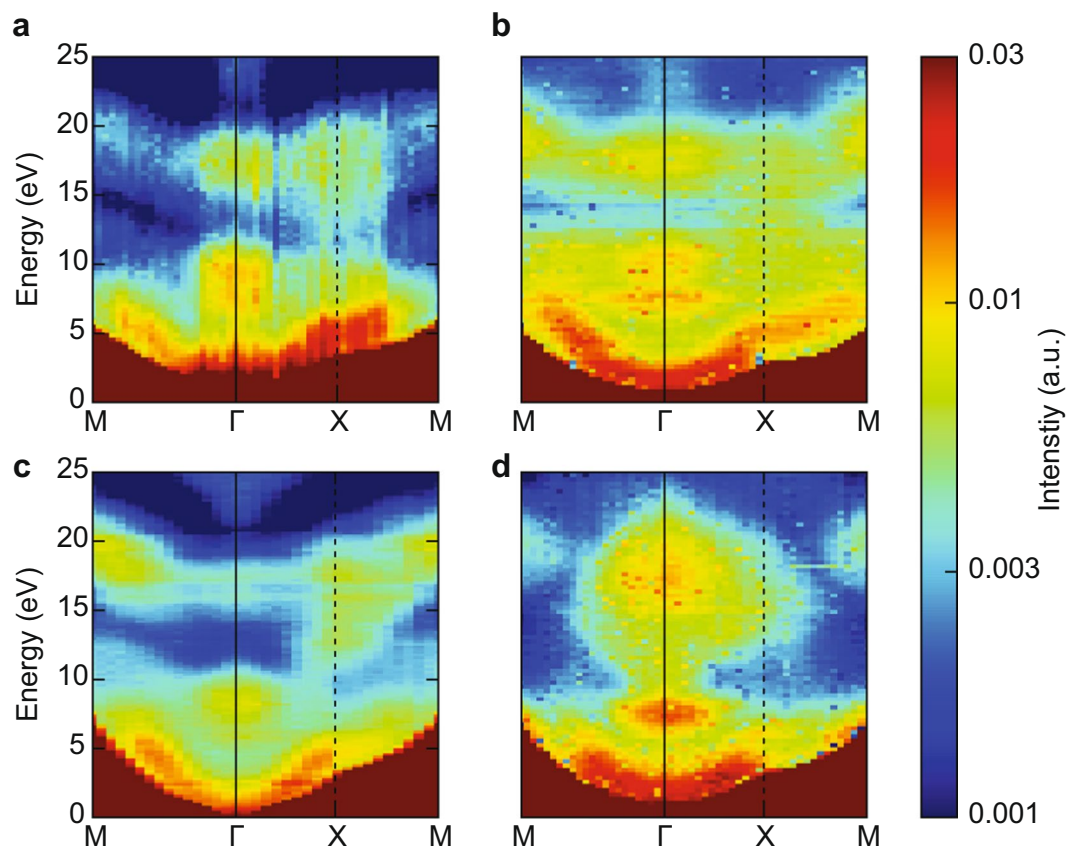 a
b
25
20
15
10
5
0
Energy (eV)
M Γ X M
M Γ X M
c
d
25
20
15
10
5
0
Energy (eV)
M Γ X M
M Γ X M
0.03
0.01
0.003
0.001
Intenstiy (a.u.)